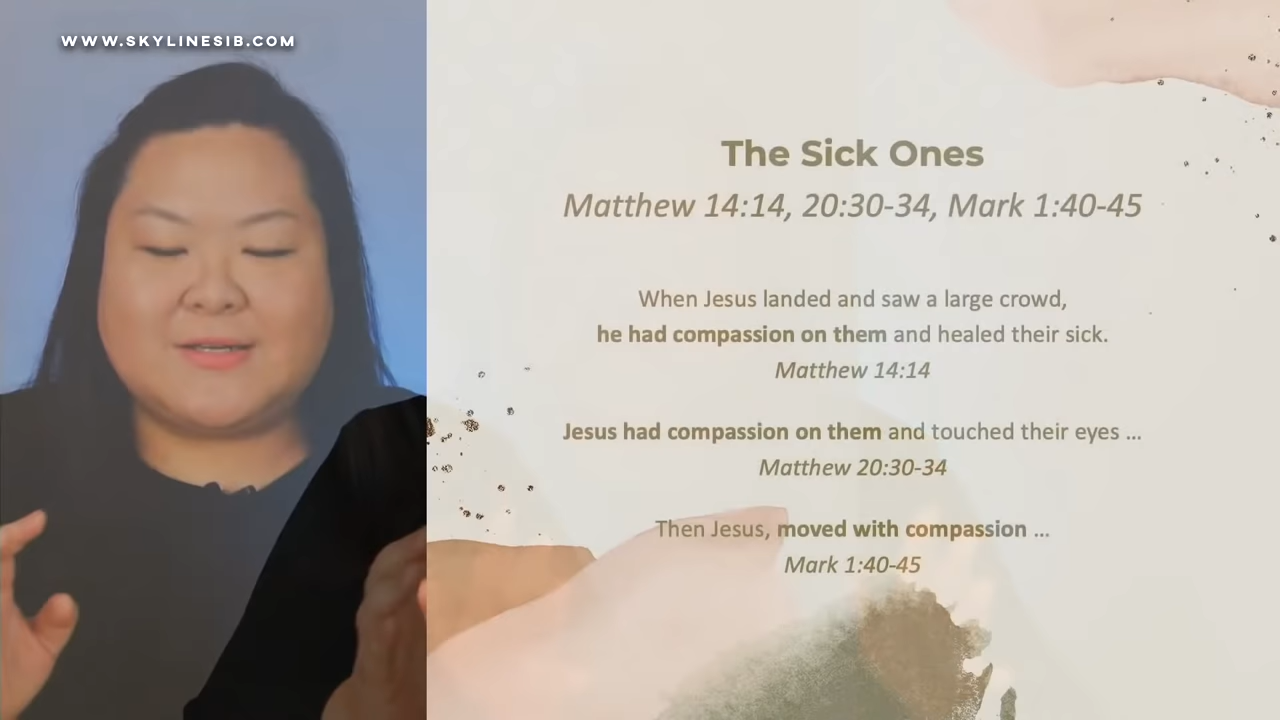 WWW.SKYLINESIB.COM
The Sick Ones
Matthew 14:14, 20:30-34, Mark 1:40-45
When Jesus landed and saw a large crowd,
he had compassion on them and healed their sick.
Matthew 14:14
Jesus had compassion on them and touched their eyes ...
Matthew 20:30-34
Then Jesus, moved with compassion ...
Mark 1:40-45